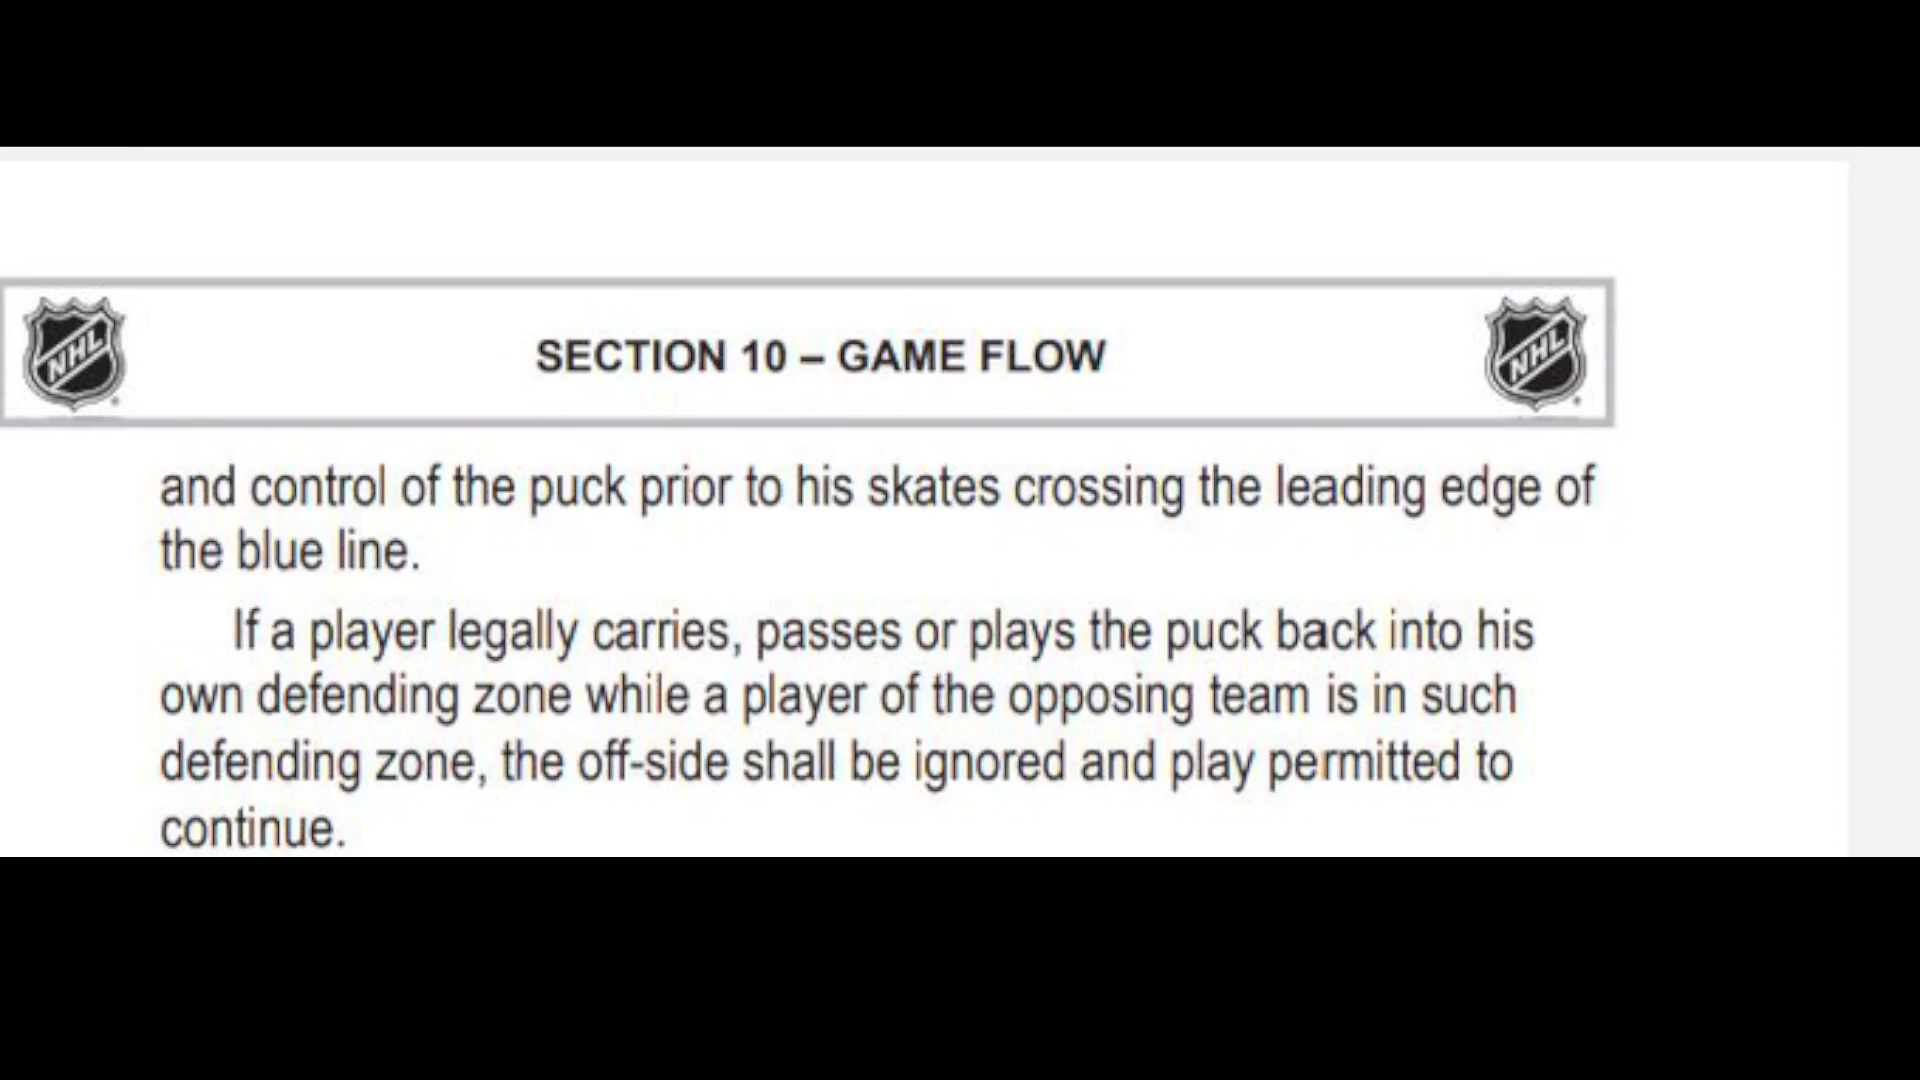 NHL
SECTION 10 – GAME FLOW
NHL
and control of the puck prior to his skates crossing the leading edge of
the blue line.
If a player legally carries, passes or plays the puck back into his
own defending zone while a player of the opposing team is in such
defending zone, the off-side shall be ignored and play permitted to
continue.